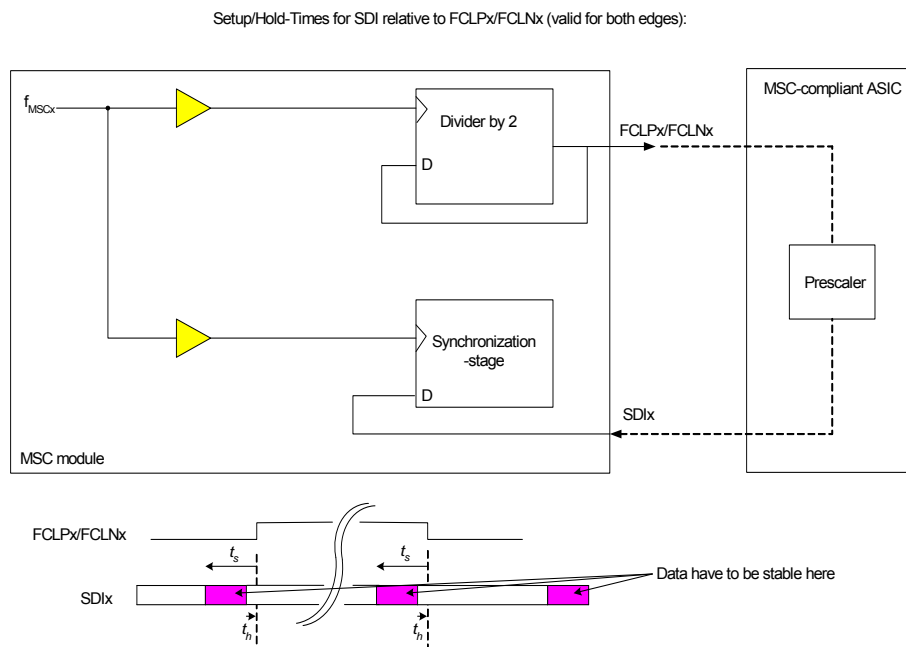 Setup/Hold-Times for SDI relative to FCLPx/FCLNx (valid for both edges):
MSC-compliant ASIC
fMSCx
Divider by 2
D
FCLPx/FCLNx
Prescaler
Synchronization
-stage
D
SDIx
MSC module
FCLPx/FCLNx
ts
ts
Data have to be stable here
SDIx
th
th